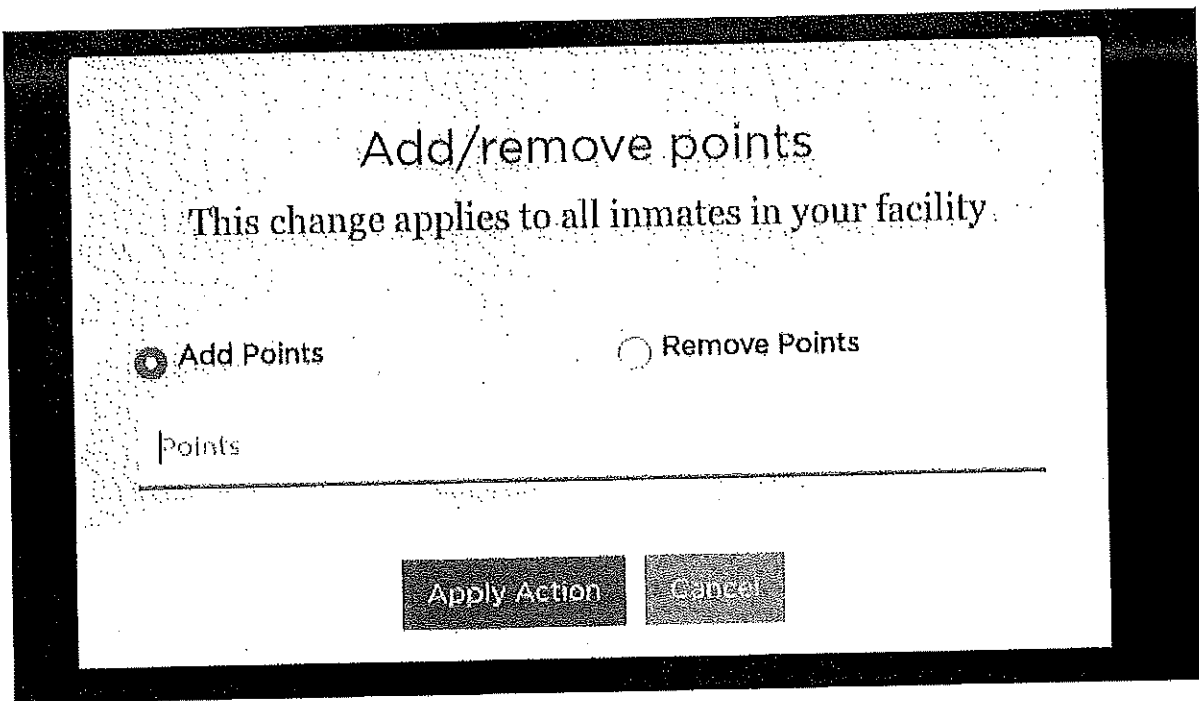 Add/remove points
This change applies to all inmates in your facility
Add Points
Remove Points
Points
Apply Action
Cancel